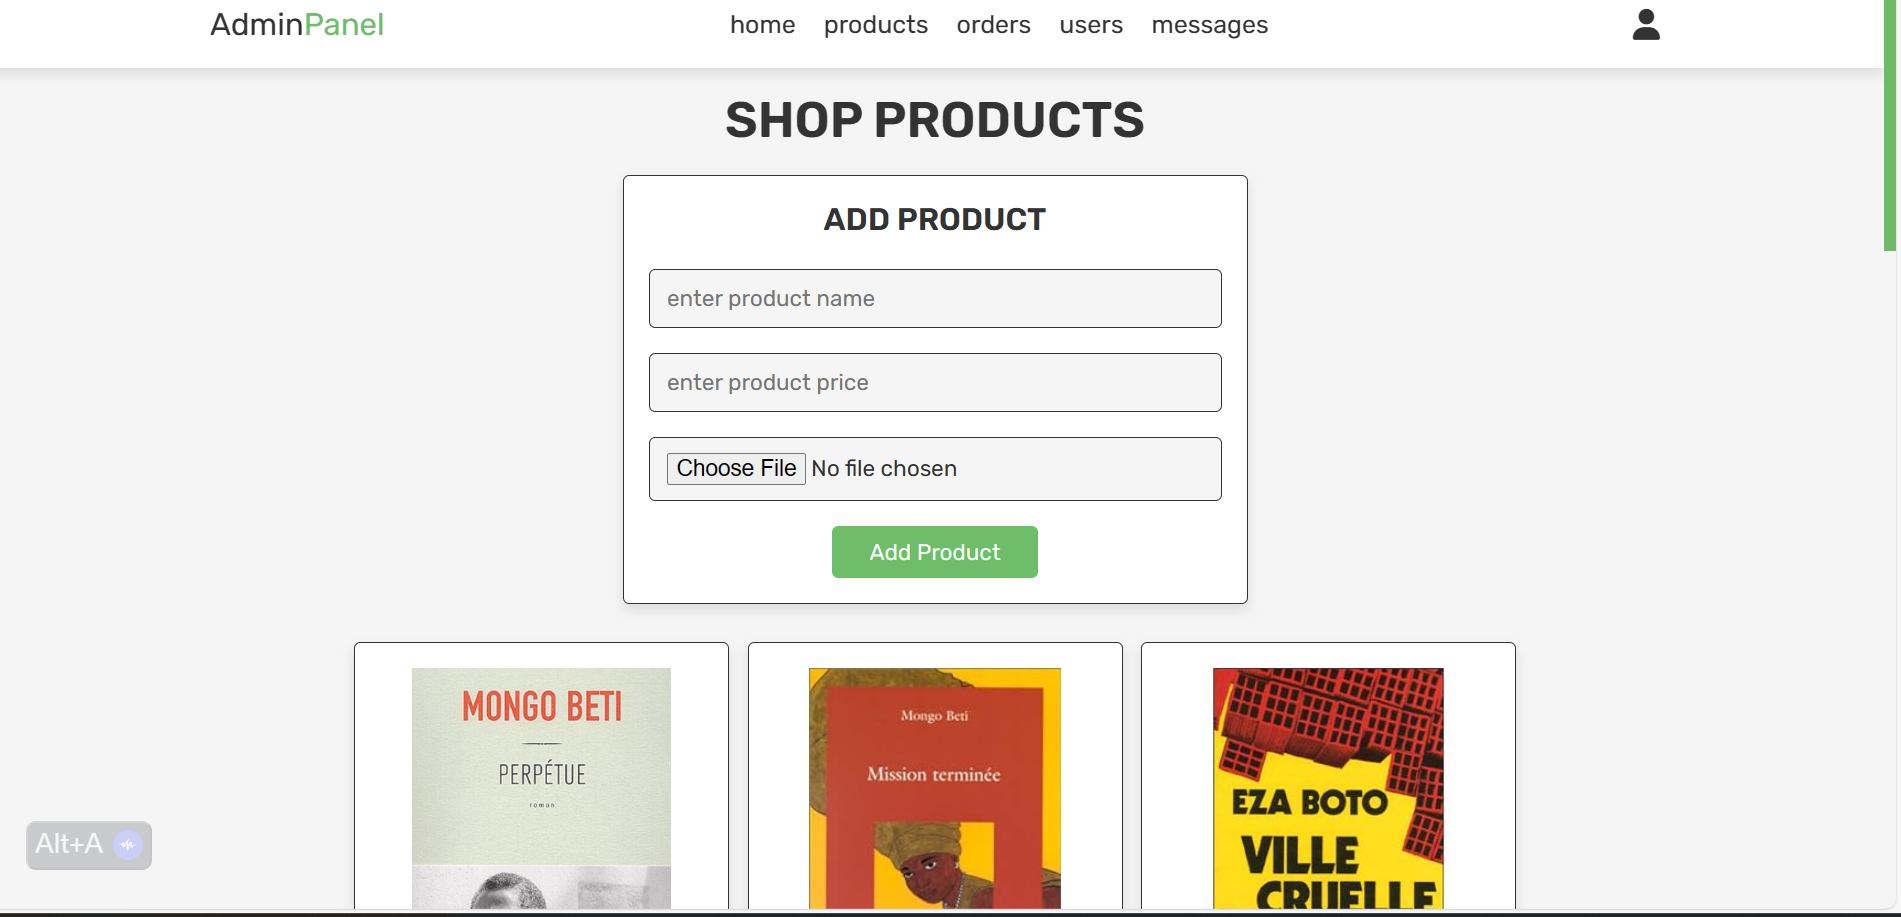 AdminPanel
home products orders users messages
SHOP PRODUCTS
ADD PRODUCT
enter product name
enter product price
Choose File No file chosen
Add Product
MONGO BETI
PERPÉTUE
roman
Mongo Beti
Mission terminée
EZA BOTO
VILLE
CRUELLE
Alt+A